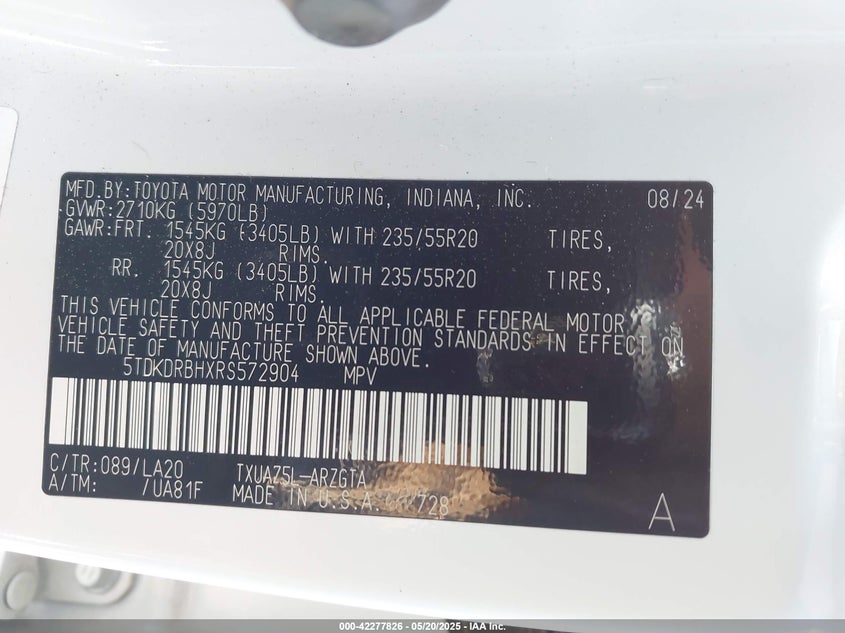 MFD.BY:TOYOTA MOTOR MANUFACTURING, INDIANA, INC. 08/24
GVWR:2710KG (5970LB)
GAWR:FRT. 1545KG (3405LB) WITH 235/55R20 TIRES,
20X8J RIMS.
RR. 1545KG (3405LB) WITH 235/55R20 TIRES,
20X8J RIMS.
THIS VEHICLE CONFORMS TO ALL APPLICABLE FEDERAL MOTOR
VEHICLE SAFETY AND THEFT PREVENTION STANDARDS IN EFFECT ON
THE DATE OF MANUFACTURE SHOWN ABOVE.
5TDKDRBHXRS572904 MPV
C/TR:089/LA20 TXUAZ5L-ARZGTA
A/TM: /UA81F MADE IN U.S.A. A
000-42277826 - 05/20/2025 - IAA Inc.